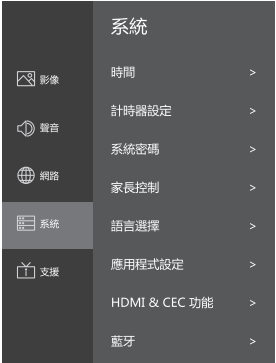 影像
聲音
網路
系統
支援
系統
時間 >
計時器設定 >
系統密碼 >
家長控制 >
語言選擇 >
應用程式設定 >
HDMI & CEC 功能 >
藍牙 >